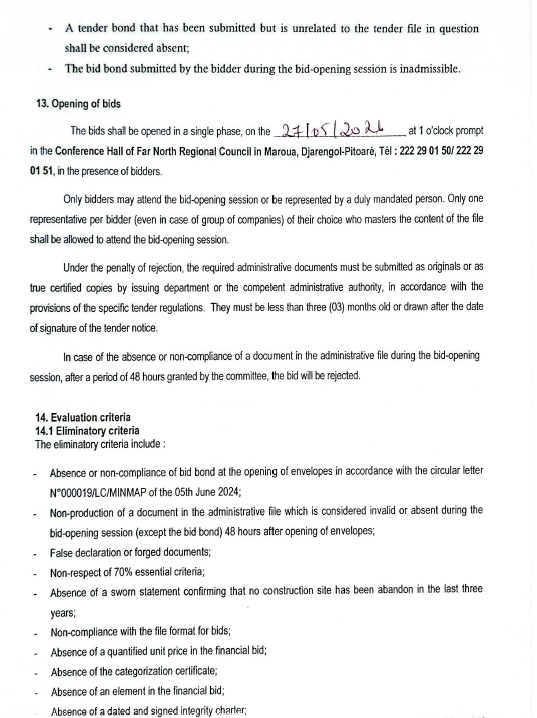 - A tender bond that has been submitted but is unrelated to the tender file in question
shall be considered absent;
- The bid bond submitted by the bidder during the bid-opening session is inadmissible.
13. Opening of bids
The bids shall be opened in a single phase, on the 27/05/2026 at 1 o'clock prompt
in the Conference Hall of Far North Regional Council in Maroua, Djarengol-Pitoaré, Tél : 222 29 01 50/ 222 29
01 51, in the presence of bidders.
Only bidders may attend the bid-opening session or be represented by a duly mandated person. Only one
representative per bidder (even in case of group of companies) of their choice who masters the content of the file
shall be allowed to attend the bid-opening session.
Under the penalty of rejection, the required administrative documents must be submitted as originals or as
true certified copies by issuing department or the competent administrative authority, in accordance with the
provisions of the specific tender regulations. They must be less than three (03) months old or drawn after the date
of signature of the tender notice.
In case of the absence or non-compliance of a document in the administrative file during the bid-opening
session, after a period of 48 hours granted by the committee, the bid will be rejected.
14. Evaluation criteria
14.1 Eliminatory criteria
The eliminatory criteria include :
- Absence or non-compliance of bid bond at the opening of envelopes in accordance with the circular letter
N°000019/LC/MINMAP of the 05th June 2024;
- Non-production of a document in the administrative file which is considered invalid or absent during the
bid-opening session (except the bid bond) 48 hours after opening of envelopes;
- False declaration or forged documents;
- Non-respect of 70% essential criteria;
- Absence of a sworn statement confirming that no construction site has been abandon in the last three
years;
- Non-compliance with the file format for bids;
- Absence of a quantified unit price in the financial bid;
- Absence of the categorization certificate;
- Absence of an element in the financial bid;
- Absence of a dated and signed integrity charter;